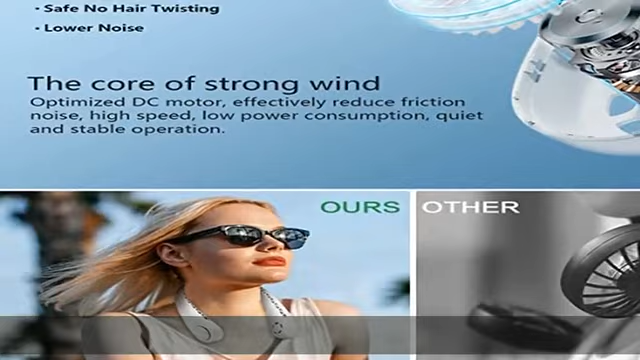 • Safe No Hair Twisting
• Lower Noise
The core of strong wind
Optimized DC motor, effectively reduce friction
noise, high speed, low power consumption, quiet
and stable operation.
OURS
OTHER